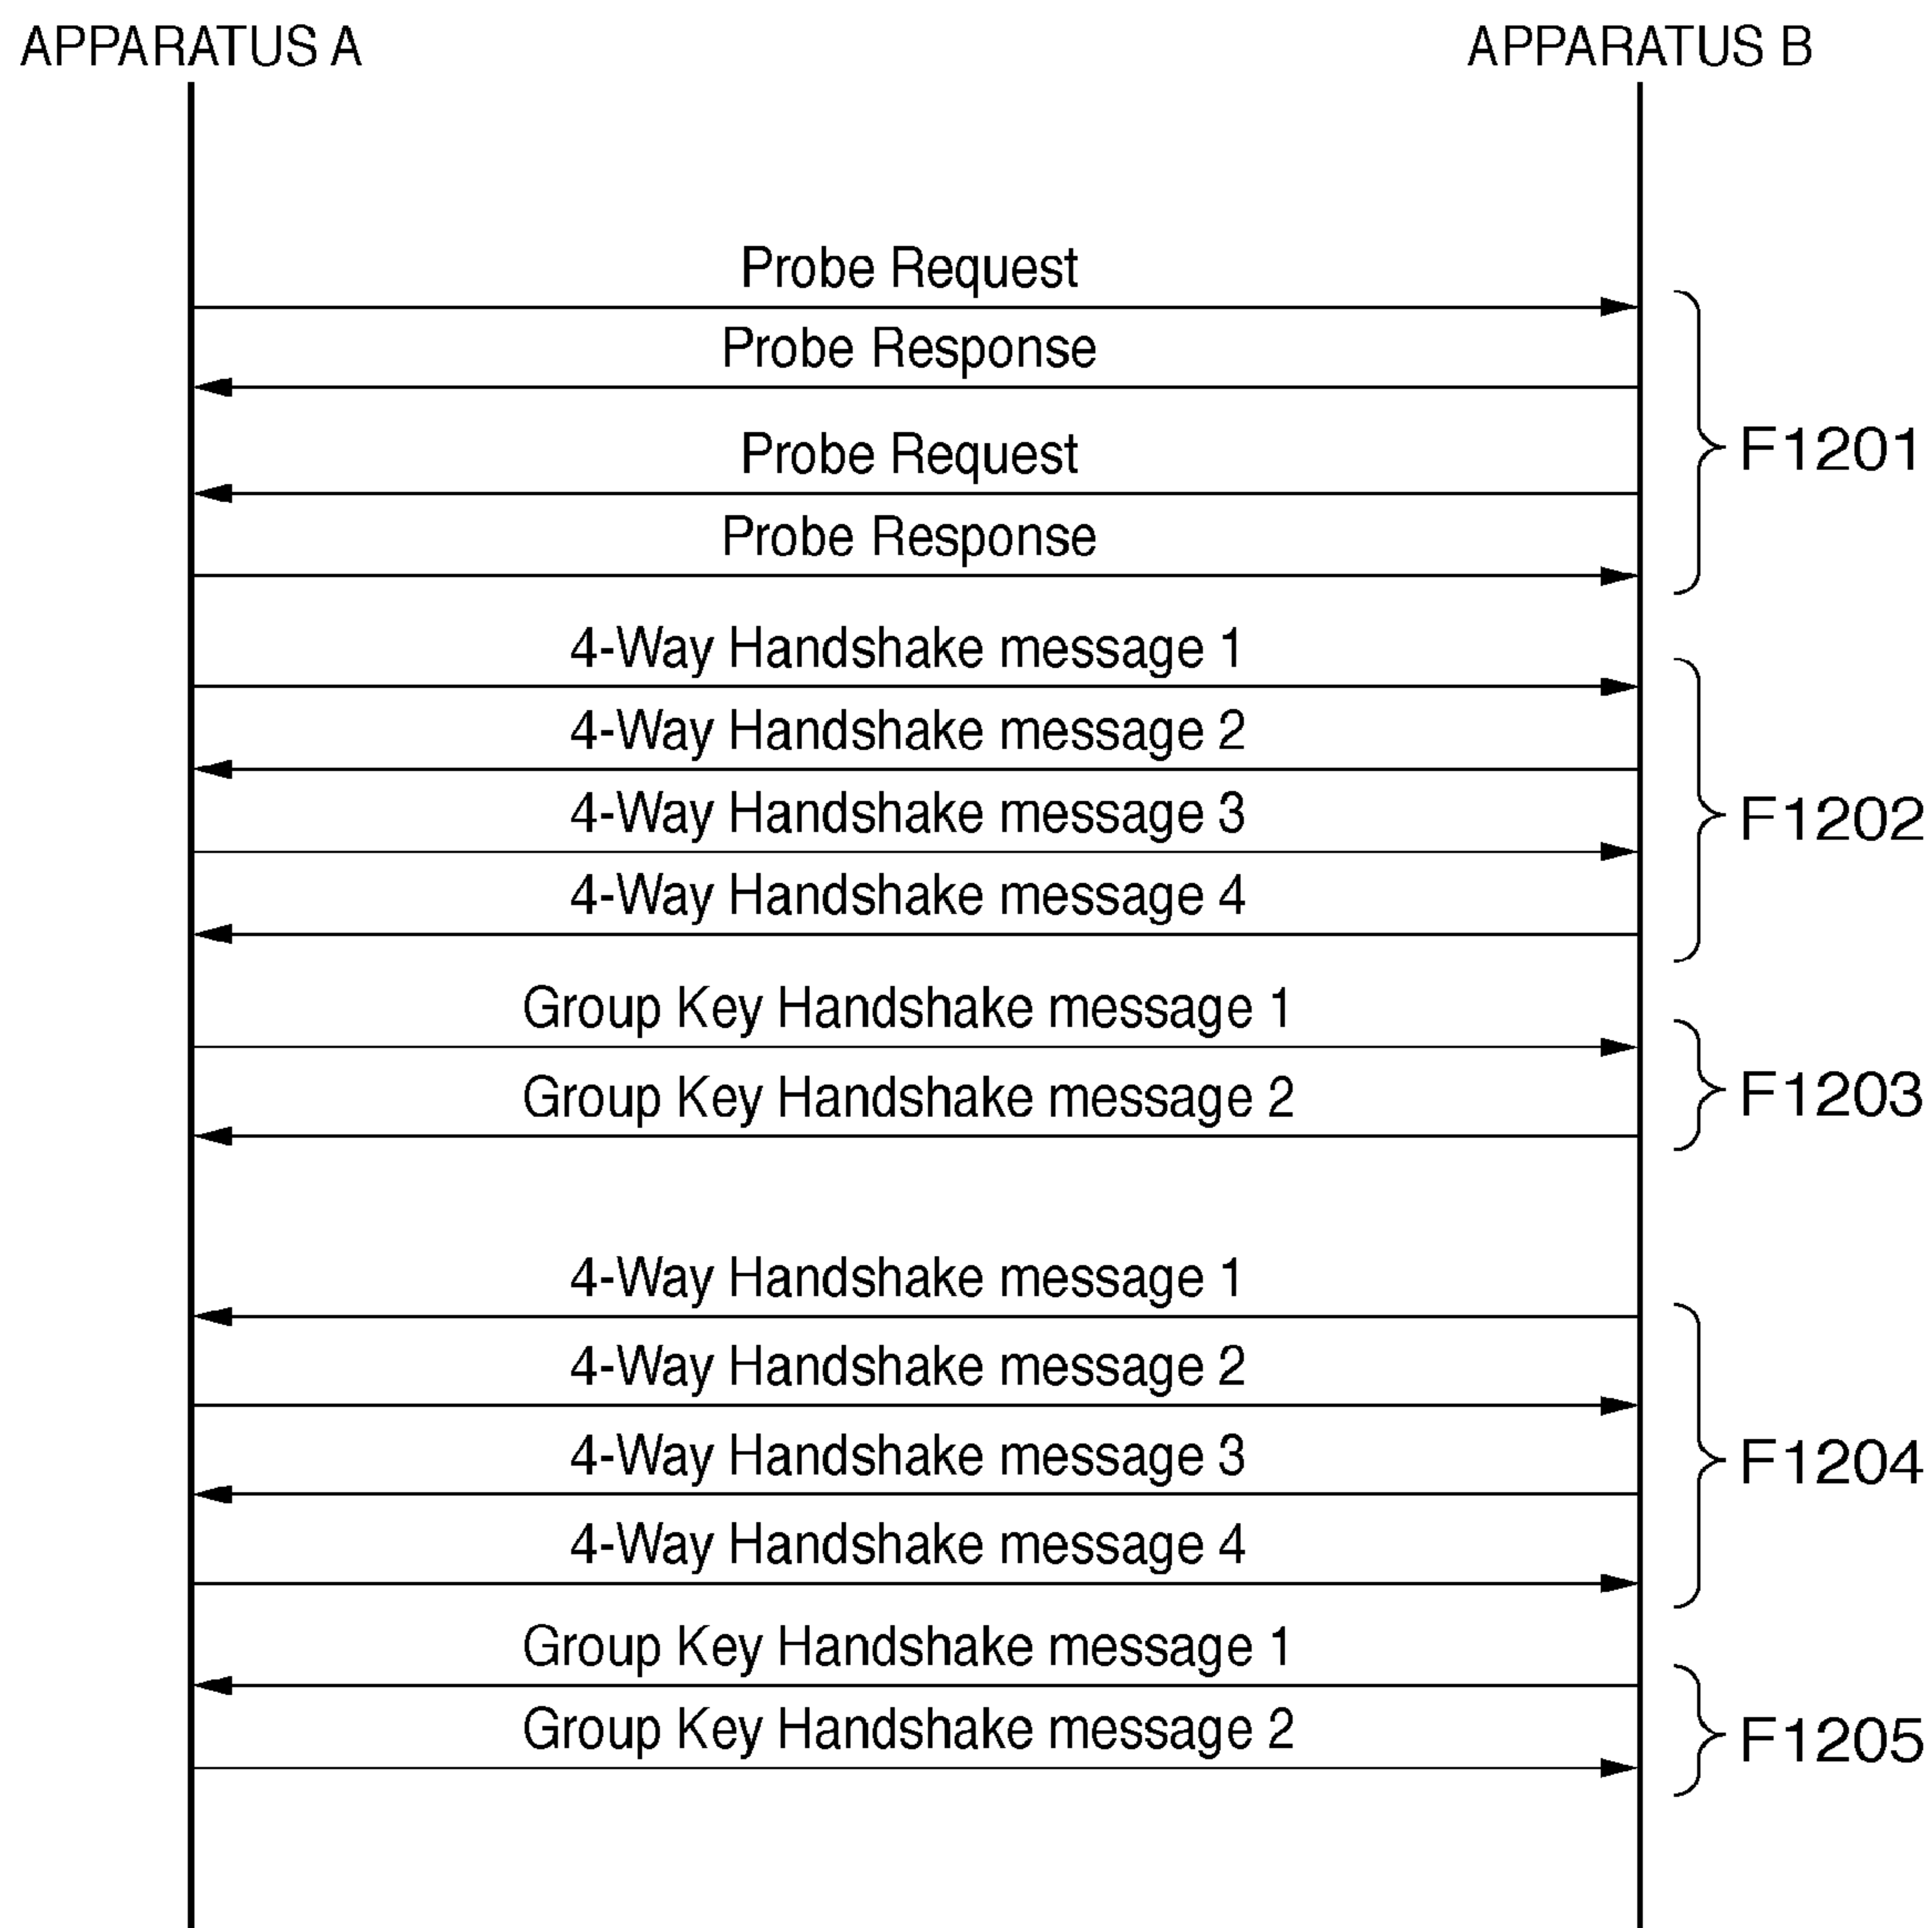 APPARATUS A
APPARATUS B
Probe Request
Probe Response
Probe Request
F1201
Probe Response
4-Way Handshake message 1
4-Way Handshake message 2
4-Way Handshake message 3
F1202
4-Way Handshake message 4
Group Key Handshake message 1
Group Key Handshake message 2
F1203
4-Way Handshake message 1
4-Way Handshake message 2
4-Way Handshake message 3
F1204
4-Way Handshake message 4
Group Key Handshake message 1
Group Key Handshake message 2
F1205